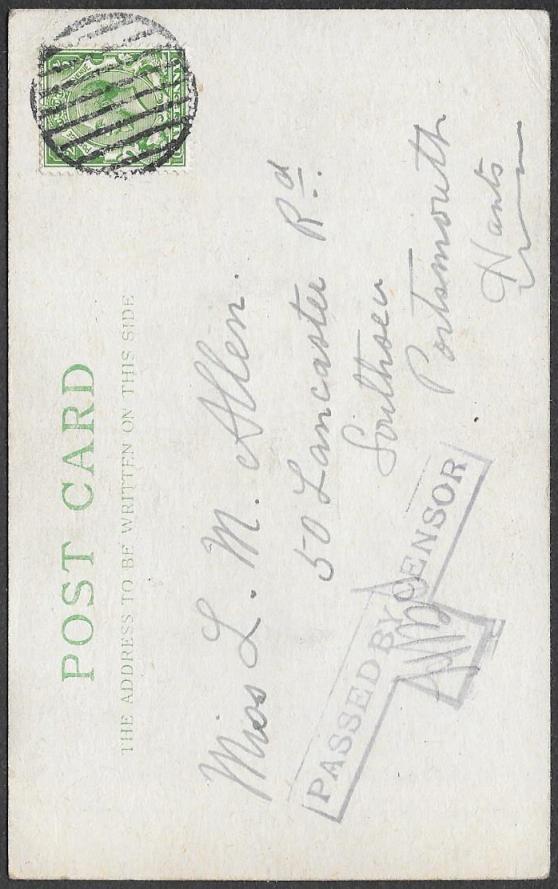 POST CARD
THE ADDRESS TO BE WRITTEN ON THIS SIDE
Miss L. M. Allen.
50 Lancaster Rd.
Southsea
Portsmouth
Hants
PASSED BY CENSOR